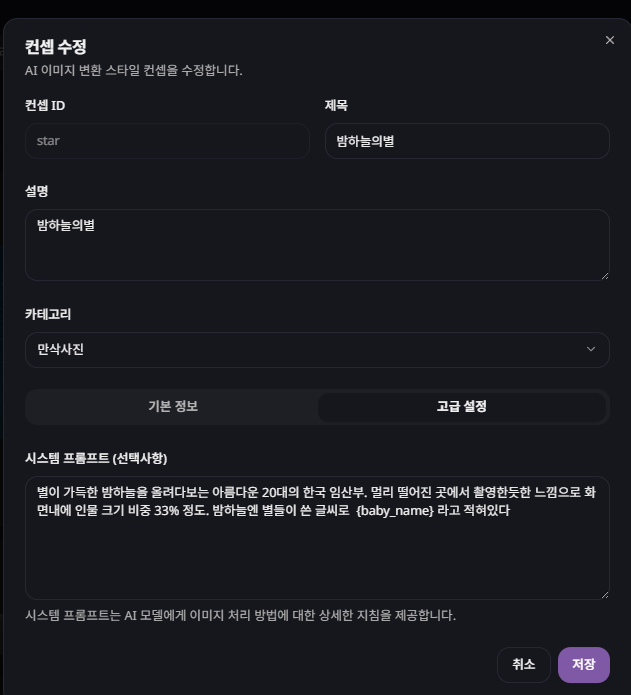 컨셉 수정
AI 이미지 변환 스타일 컨셉을 수정합니다.
컨셉 ID
제목
star
밤하늘의별
설명
밤하늘의별
카테고리
만삭사진
기본 정보
고급 설정
시스템 프롬프트 (선택사항)
별이 가득한 밤하늘을 올려다보는 아름다운 20대의 한국 임산부. 멀리 떨어진 곳에서 촬영한듯한 느낌으로 화
면내에 인물 크기 비중 33% 정도. 밤하늘엔 별들이 쓴 글씨로  {baby_name} 라고 적혀있다
시스템 프롬프트는 AI 모델에게 이미지 처리 방법에 대한 상세한 지침을 제공합니다.
취소
저장